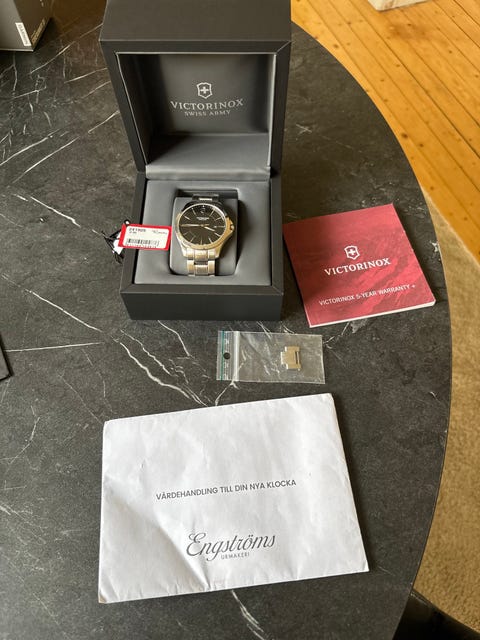 VICTORINOX
SWISS ARMY
VICTORINOX
VICTORINOX 5-YEAR WARRANTY +
VÄRDEHANDLING TILL DIN NYA KLOCKA
Engströms
URMAKERI